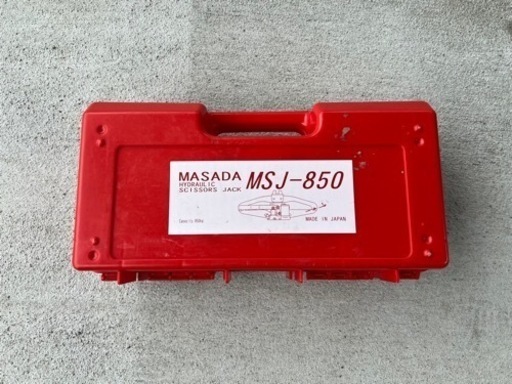 MASADA
HYDRAULIC
SCISSORS JACK
MSJ-850
MADE IN JAPAN